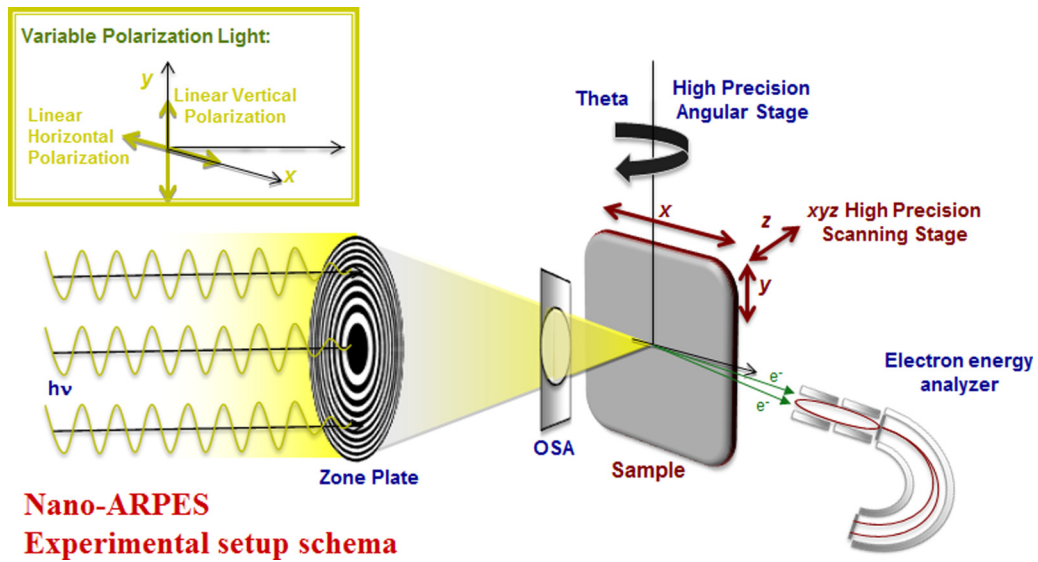 Variable Polarization Light:
y
Linear Vertical
Polarization
Linear
Horizontal
Polarization
x
Theta
High Precision
Angular Stage
x
z
xyz High Precision
Scanning Stage
y
hν
Zone Plate
OSA
Sample
e-
e-
Electron energy
analyzer
Nano-ARPES
Experimental setup schema